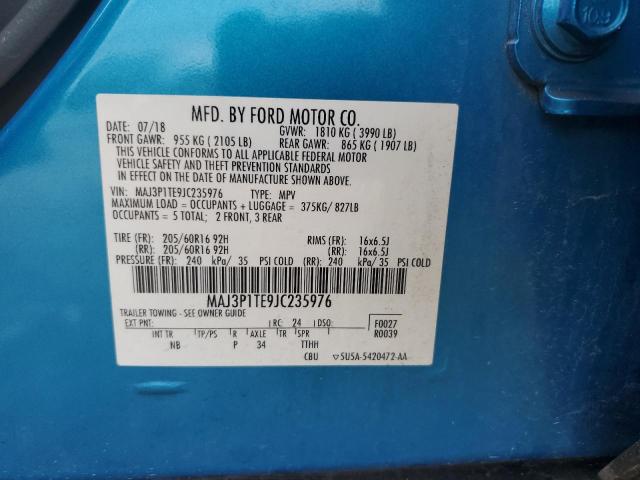 10.9
MFD. BY FORD MOTOR CO.
DATE: 07/18 GVWR: 1810 KG ( 3990 LB)
FRONT GAWR: 955 KG ( 2105 LB) REAR GAWR: 865 KG ( 1907 LB)
THIS VEHICLE CONFORMS TO ALL APPLICABLE FEDERAL MOTOR
VEHICLE SAFETY AND THEFT PREVENTION STANDARDS
IN EFFECT ON THE DATE OF MANUFACTURE SHOWN ABOVE.
VIN: MAJ3P1TE9JC235976 TYPE: MPV
MAXIMUM LOAD = OCCUPANTS + LUGGAGE = 375KG/ 827LB
OCCUPANTS = 5 TOTAL; 2 FRONT, 3 REAR
TIRE (FR): 205/60R16 92H RIMS (FR): 16x6.5J
(RR): 205/60R16 92H (RR): 16x6.5J
PRESSURE (FR): 240 kPa/ 35 PSI COLD (RR): 240 kPa/ 35 PSI COLD
MAJ3P1TE9JC235976
TRAILER TOWING - SEE OWNER GUIDE
EXT PNT: RC: 24 DSO: F0027
INT TR TP/PS R AXLE TR SPR R0039
NB P 34 TTHH
CBU ▽5U5A-5420472-AA